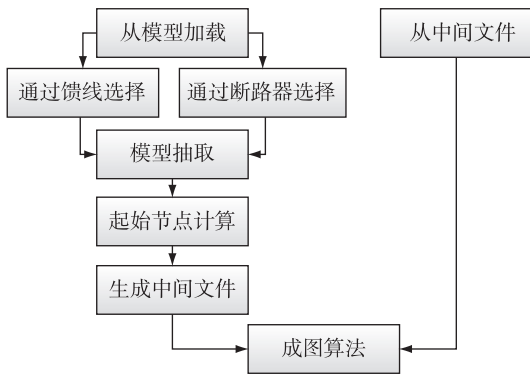 从模型加载
从中间文件
通过馈线选择
通过断路器选择
模型抽取
起始节点计算
生成中间文件
成图算法